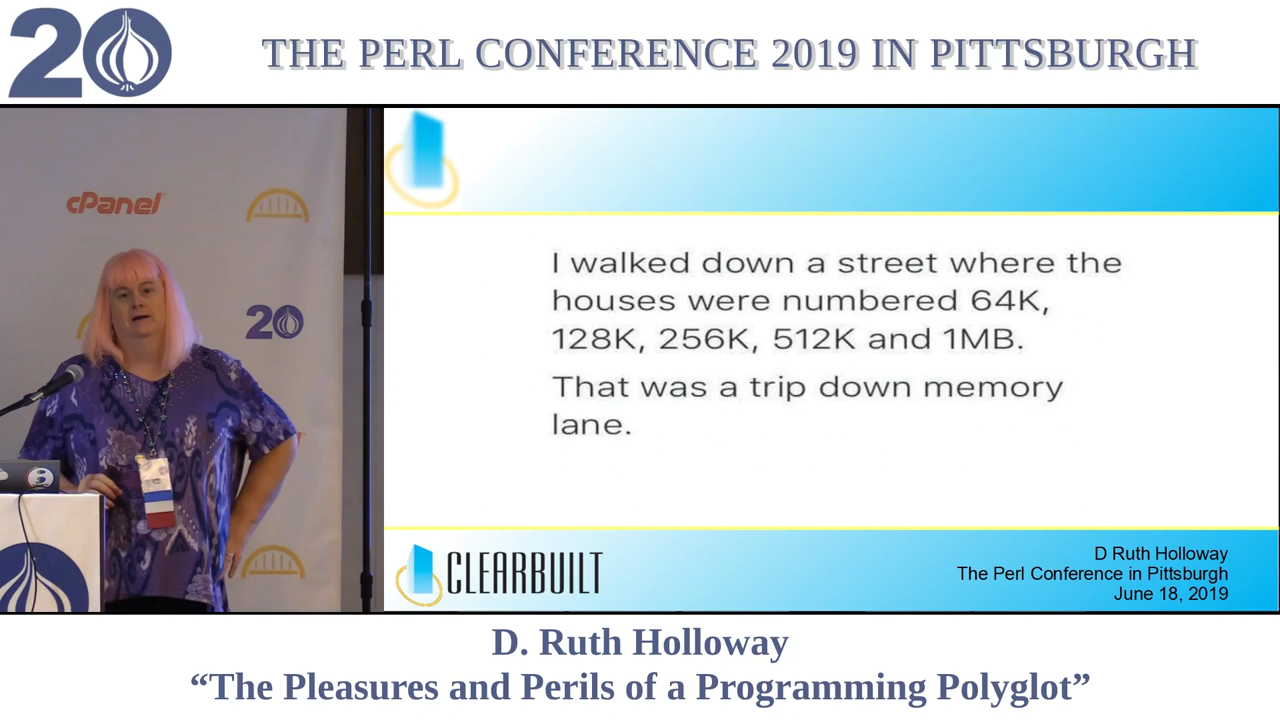 20
THE PERL CONFERENCE 2019 IN PITTSBURGH
cPanel
20
I walked down a street where the
houses were numbered 64K,
128K, 256K, 512K and 1MB.
That was a trip down memory
lane.
CLEARBUILT
D Ruth Holloway
The Perl Conference in Pittsburgh
June 18, 2019
D. Ruth Holloway
“The Pleasures and Perils of a Programming Polyglot”